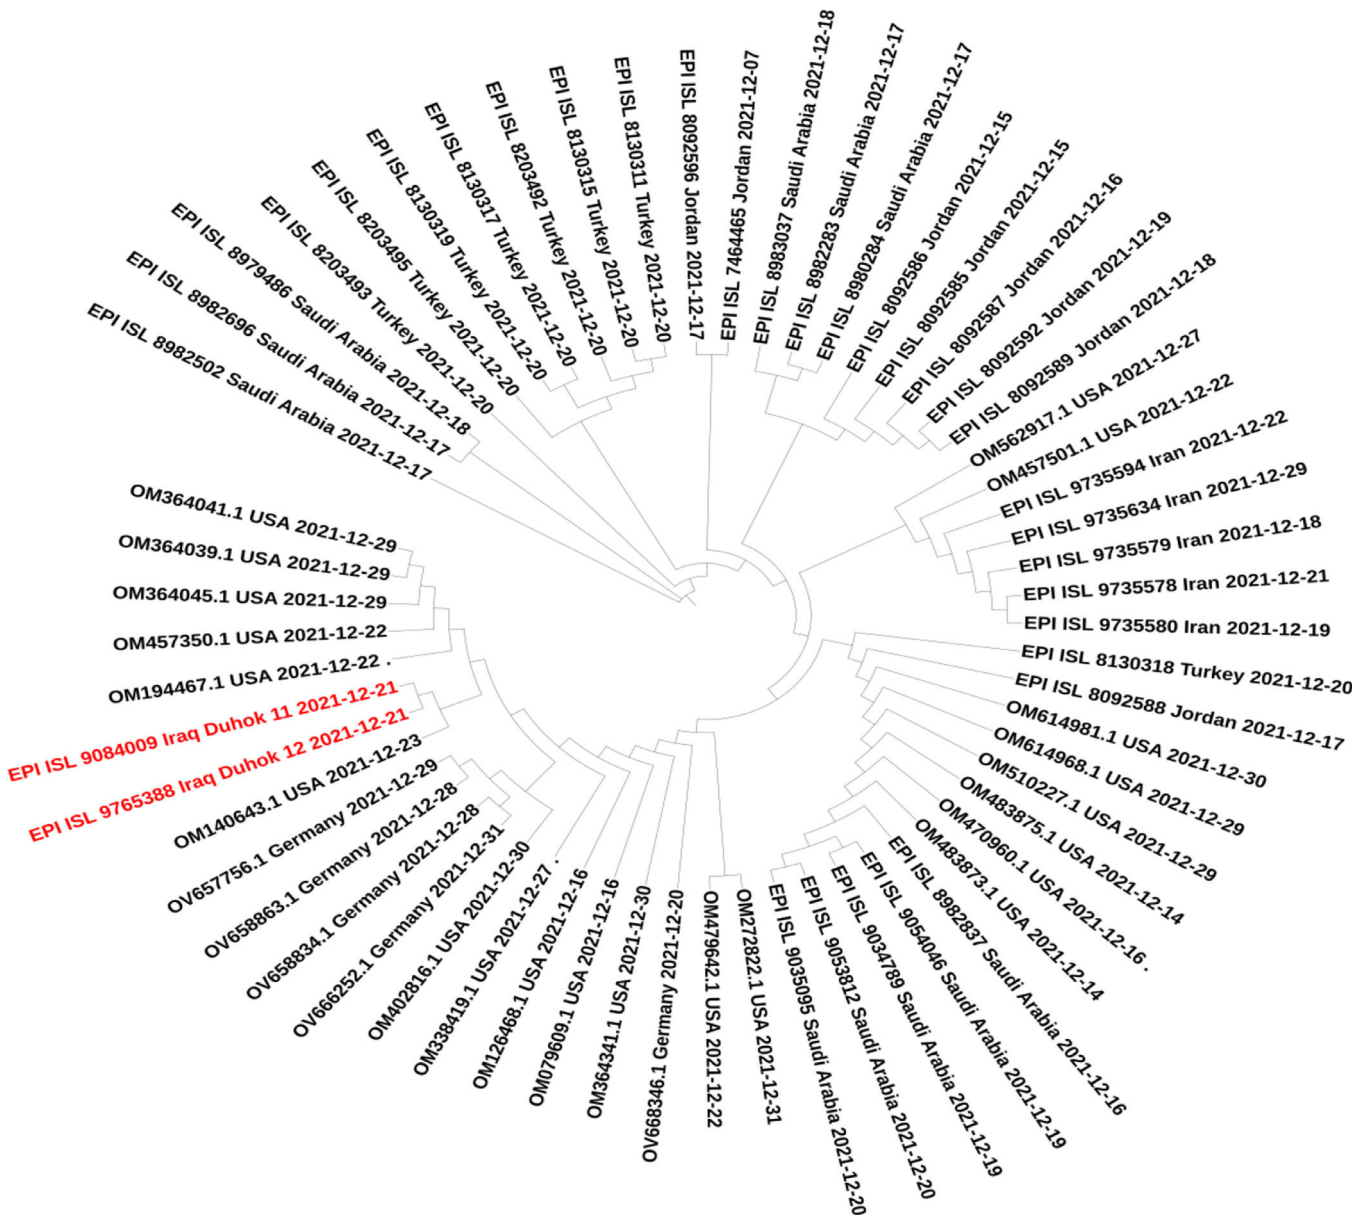 EPI ISL 8982502 Saudi Arabia 2021-12-17
EPI ISL 8982696 Saudi Arabia 2021-12-17
EPI ISL 8979486 Saudi Arabia 2021-12-18
EPI ISL 8203493 Turkey 2021-12-20
EPI ISL 8203495 Turkey 2021-12-20
EPI ISL 8130319 Turkey 2021-12-20
EPI ISL 8130317 Turkey 2021-12-20
EPI ISL 8203492 Turkey 2021-12-20
EPI ISL 8130315 Turkey 2021-12-20
EPI ISL 8130311 Turkey 2021-12-20
EPI ISL 8092596 Jordan 2021-12-17
EPI ISL 7464465 Jordan 2021-12-07
EPI ISL 8983037 Saudi Arabia 2021-12-18
EPI ISL 8982283 Saudi Arabia 2021-12-17
EPI ISL 8980284 Saudi Arabia 2021-12-17
EPI ISL 8092586 Jordan 2021-12-15
EPI ISL 8092585 Jordan 2021-12-15
EPI ISL 8092587 Jordan 2021-12-16
EPI ISL 8092592 Jordan 2021-12-19
EPI ISL 8092589 Jordan 2021-12-18
OM562917.1 USA 2021-12-27
OM457501.1 USA 2021-12-22
EPI ISL 9735594 Iran 2021-12-22
EPI ISL 9735634 Iran 2021-12-29
EPI ISL 9735579 Iran 2021-12-18
EPI ISL 9735578 Iran 2021-12-21
EPI ISL 9735580 Iran 2021-12-19
EPI ISL 8130318 Turkey 2021-12-20
EPI ISL 8092588 Jordan 2021-12-17
OM614981.1 USA 2021-12-30
OM614968.1 USA 2021-12-29
OM510227.1 USA 2021-12-29
OM483875.1 USA 2021-12-14
OM470960.1 USA 2021-12-16 .
OM483873.1 USA 2021-12-14
EPI ISL 8982837 Saudi Arabia 2021-12-16
EPI ISL 9054046 Saudi Arabia 2021-12-19
EPI ISL 9034789 Saudi Arabia 2021-12-19
EPI ISL 9053812 Saudi Arabia 2021-12-20
EPI ISL 9035095 Saudi Arabia 2021-12-20
OM272822.1 USA 2021-12-31
OM479642.1 USA 2021-12-22
OV668346.1 Germany 2021-12-20
OM364341.1 USA 2021-12-30
OM079609.1 USA 2021-12-16
OM126468.1 USA 2021-12-16
OM338419.1 USA 2021-12-27 .
OM402816.1 USA 2021-12-30
OV666252.1 Germany 2021-12-31
OV658834.1 Germany 2021-12-28
OV658863.1 Germany 2021-12-28
OV657756.1 Germany 2021-12-29
OM140643.1 USA 2021-12-23
EPI ISL 9765388 Iraq Duhok 12 2021-12-21
EPI ISL 9084009 Iraq Duhok 11 2021-12-21
OM194467.1 USA 2021-12-22 .
OM457350.1 USA 2021-12-22
OM364045.1 USA 2021-12-29
OM364039.1 USA 2021-12-29
OM364041.1 USA 2021-12-29